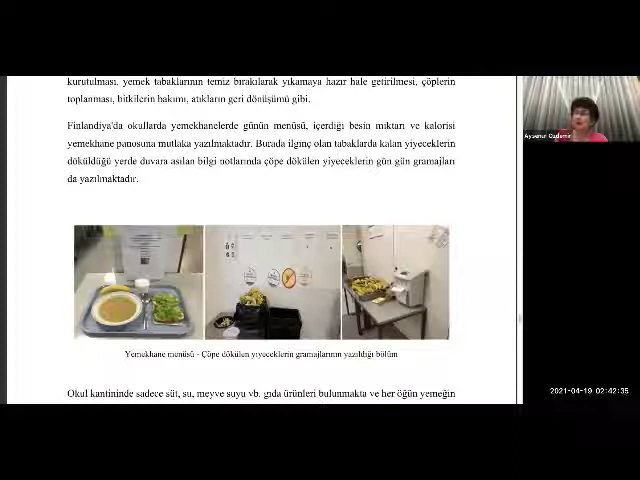 kurutulması, yemek tabaklarının temiz bırakılarak yıkamaya hazır hale getirilmesi, çöplerin
toplanması, bitkilerin bakımı, atıkların geri dönüşümü gibi.
Finlandiya'da okullarda yemekhanelerde günün menüsü, içerdiği besin miktarı ve kalorisi
yemekhane panosuna mutlaka yazılmaktadır. Burada ilginç olan tabaklarda kalan yiyeceklerin
döküldüğü yerde duvara asılan bilgi notlarında çöpe dökülen yiyeceklerin gün gün gramajları
da yazılmaktadır.
Yemekhane menüsü - Çöpe dökülen yiyeceklerin gramajlarının yazıldığı bölüm
Okul kantininde sadece süt, su, meyve suyu vb. gıda ürünleri bulunmakta ve her öğün yemeğin
Aysenur Ozdemir
2021-04-19 02:42:35